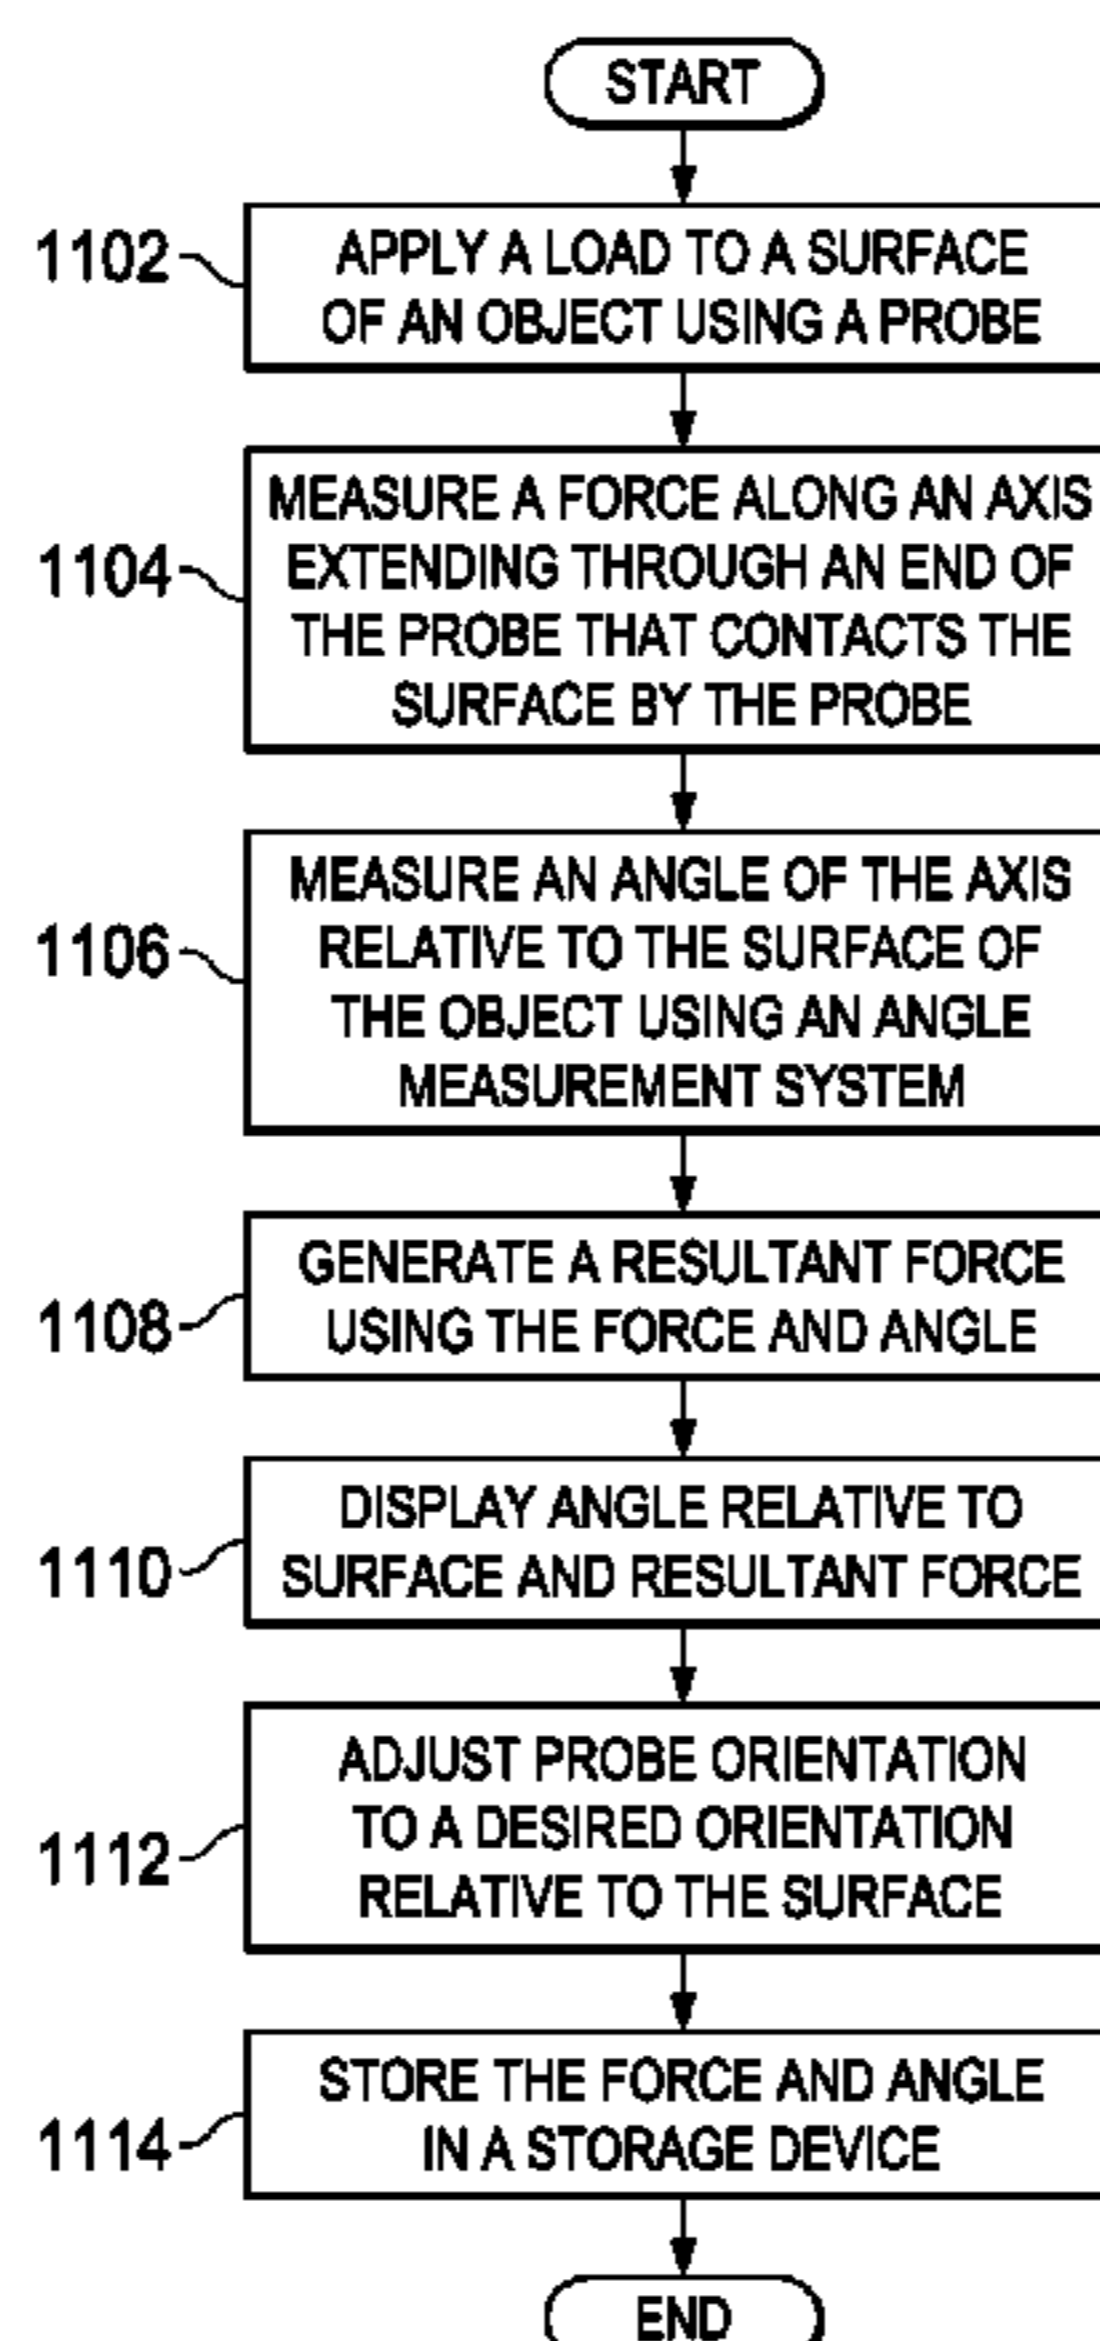 START
1102
APPLY A LOAD TO A SURFACE
OF AN OBJECT USING A PROBE
1104
MEASURE A FORCE ALONG AN AXIS
EXTENDING THROUGH AN END OF
THE PROBE THAT CONTACTS THE
SURFACE BY THE PROBE
1106
MEASURE AN ANGLE OF THE AXIS
RELATIVE TO THE SURFACE OF
THE OBJECT USING AN ANGLE
MEASUREMENT SYSTEM
1108
GENERATE A RESULTANT FORCE
USING THE FORCE AND ANGLE
1110
DISPLAY ANGLE RELATIVE TO
SURFACE AND RESULTANT FORCE
1112
ADJUST PROBE ORIENTATION
TO A DESIRED ORIENTATION
RELATIVE TO THE SURFACE
1114
STORE THE FORCE AND ANGLE
IN A STORAGE DEVICE
END